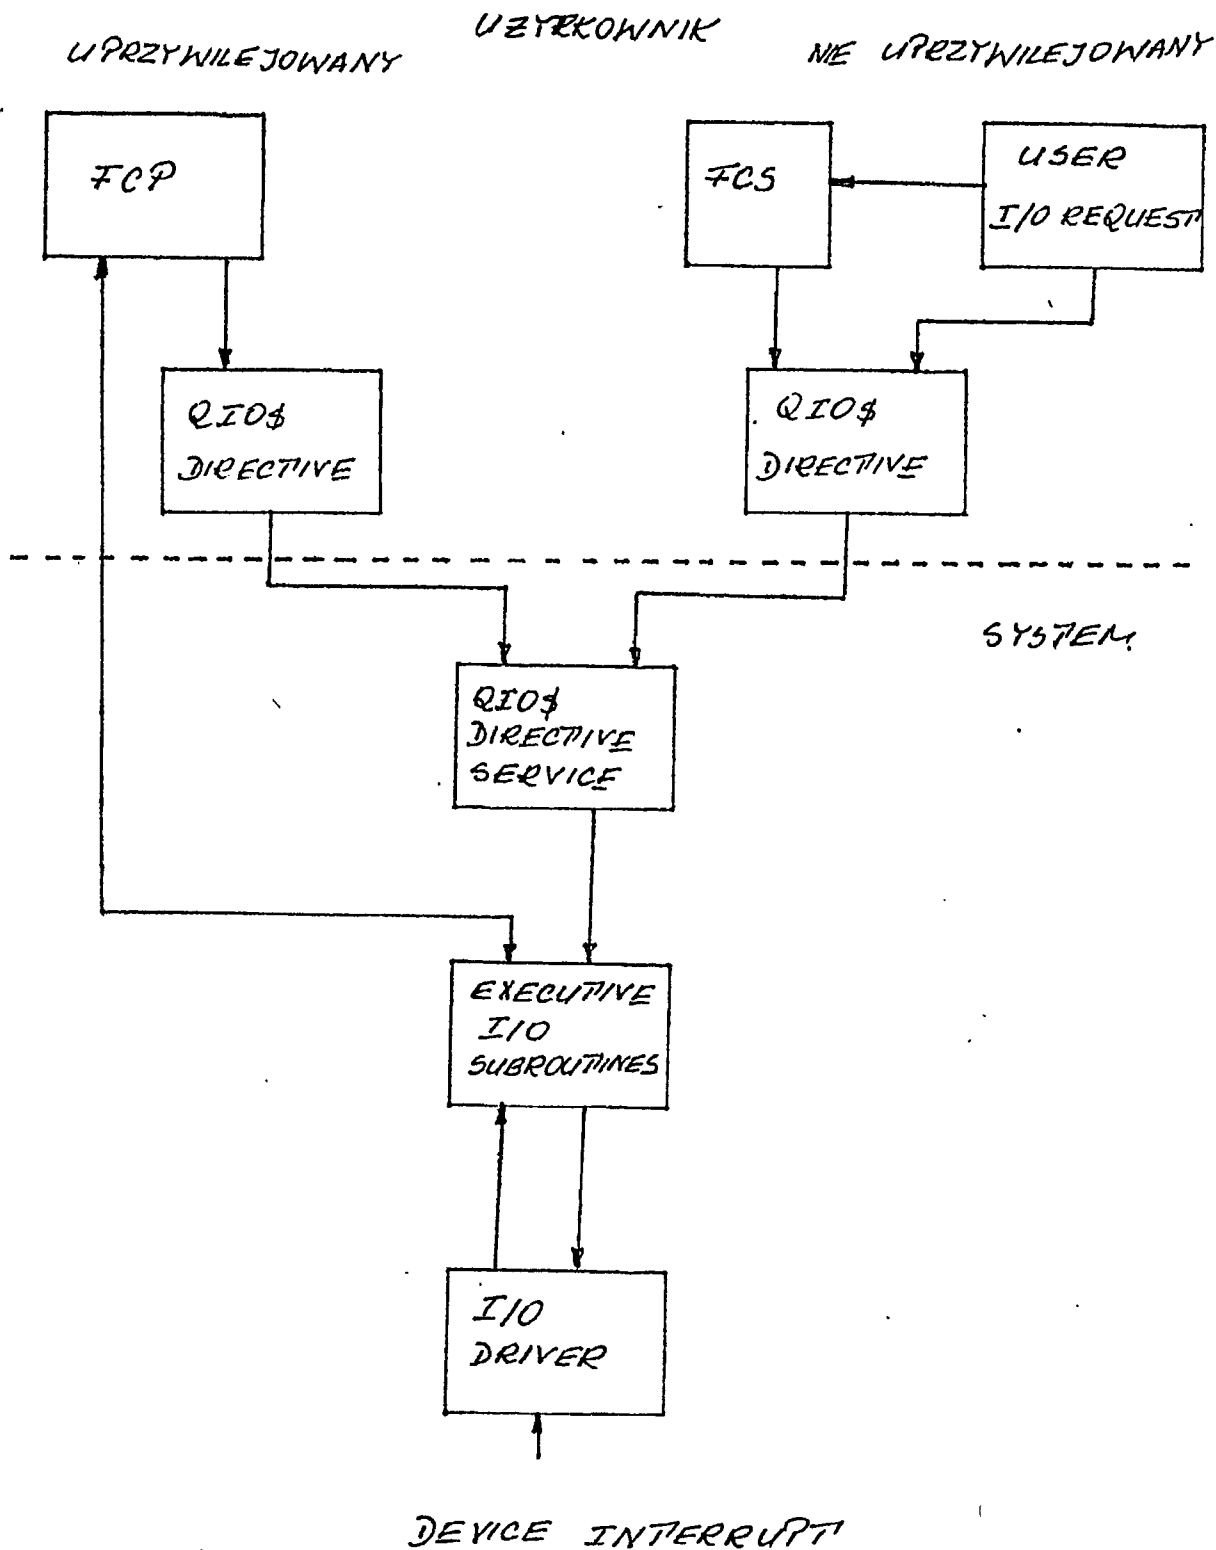 UZYTKOWNIK
UPRZYWILEJOWANY
NIE UPRZYWILEJOWANY
FCP
FCS
USER
I/O REQUEST
QIO$
DIRECTIVE
QIO$
DIRECTIVE
SYSTEM
QIO$
DIRECTIVE
SERVICE
EXECUTIVE
I/O
SUBROUTINES
I/O
DRIVER
DEVICE INTERRUPT